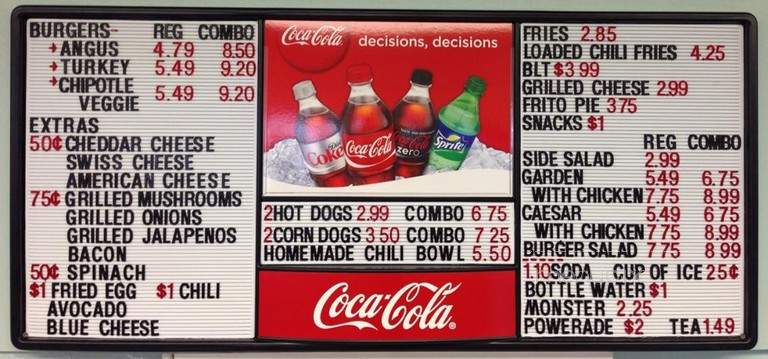 BURGERS- REG COMBO
ANGUS 4.79 8.50
TURKEY 5.49 9.20
CHIPOTLE
VEGGIE 5.49 9.20
EXTRAS
50¢ CHEDDAR CHEESE
SWISS CHEESE
AMERICAN CHEESE
75¢ GRILLED MUSHROOMS
GRILLED ONIONS
GRILLED JALAPENOS
BACON
50¢ SPINACH
$1 FRIED EGG $1 CHILI
AVOCADO
BLUE CHEESE
Coca-Cola decisions, decisions
Coke
Coca-Cola
Coca-Cola
zero
Sprite
2HOT DOGS 2.99 COMBO 6 75
2CORN DOGS 3 50 COMBO 7 25
HOMEMADE CHILI BOWL 5.50
Coca-Cola®
FRIES 2.85
LOADED CHILI FRIES 4.25
BLT $3 99
GRILLED CHEESE 2.99
FRITO PIE 3 75
SNACKS $1
REG COMBO
SIDE SALAD 2.99
GARDEN 5.49 6.75
WITH CHICKEN 7.75 8.99
CAESAR 5.49 6.75
WITH CHICKEN 7 75 8.99
BURGER SALAD 7 75 8 99
1.10 SODA CUP OF ICE 25¢
BOTTLE WATER $1
MONSTER 2.25
POWERADE $2 TEA 1.49